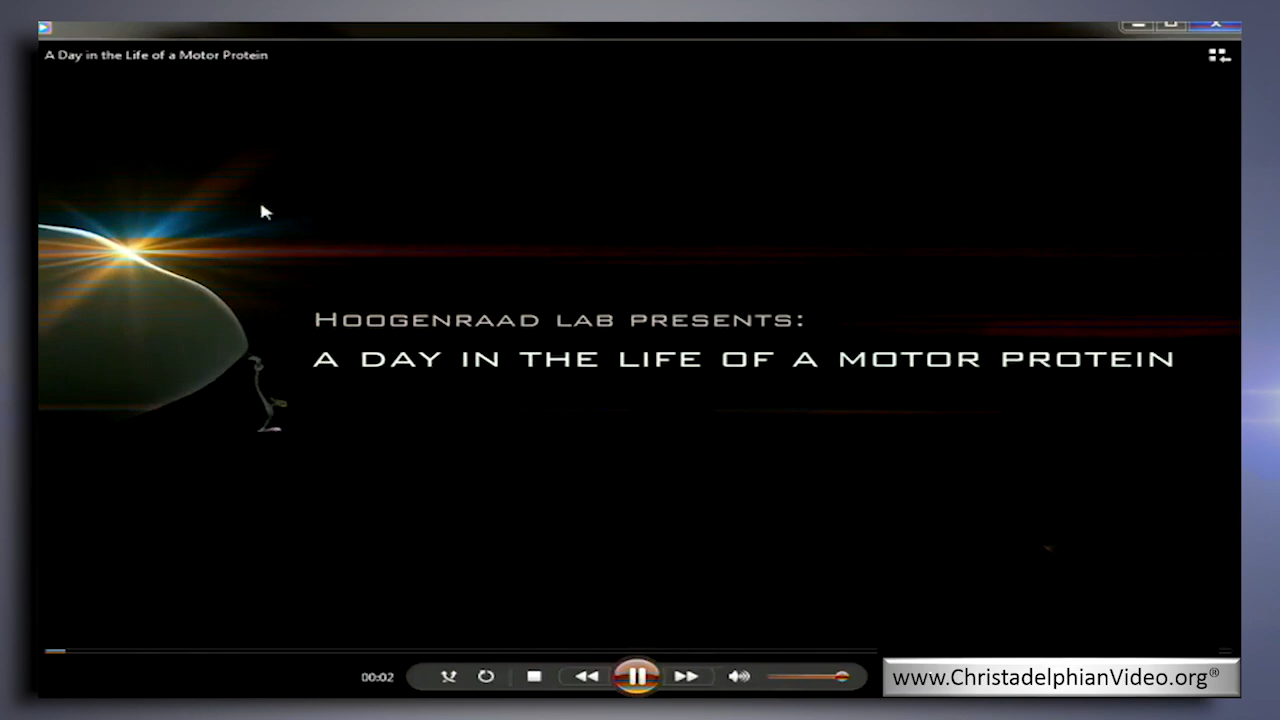 A Day in the Life of a Motor Protein
HOOGENRAAD LAB PRESENTS:
A DAY IN THE LIFE OF A MOTOR PROTEIN
00:02
www.ChristadelphianVideo.org®